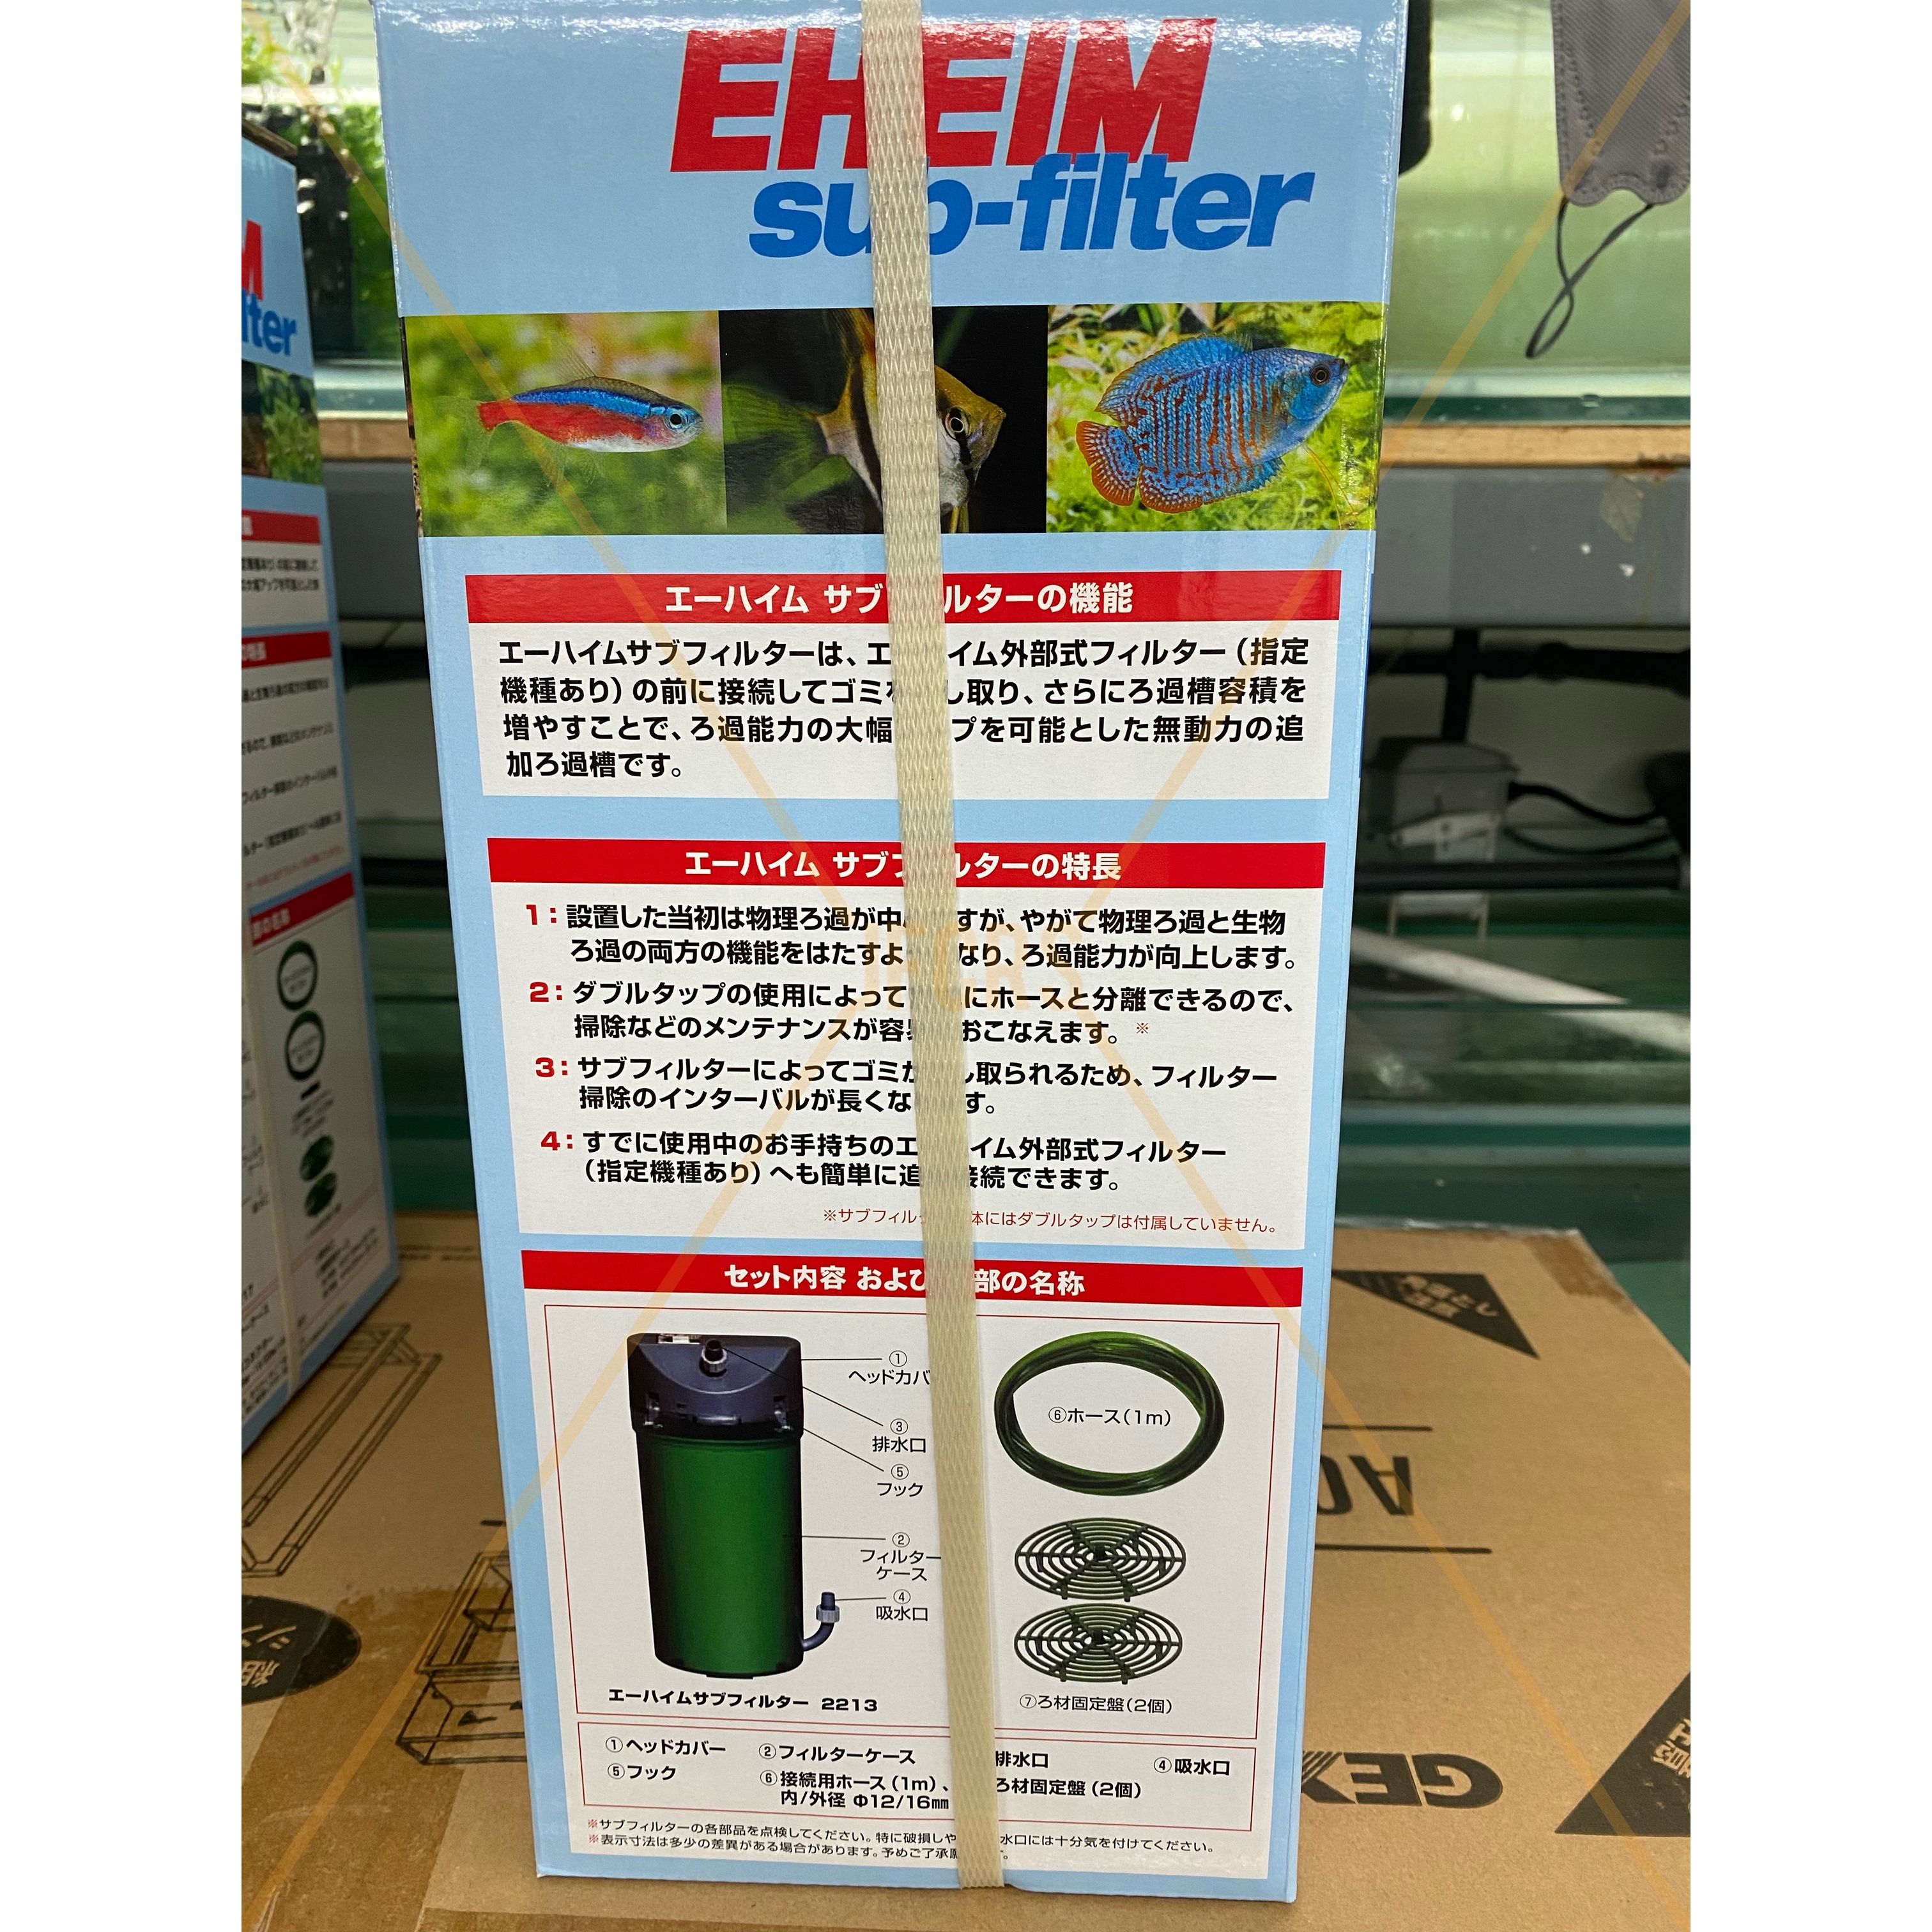 EHEIM
sub-filter
エーハイム サブ ルターの機能
エーハイムサブフィルターは、エ イム外部式フィルター（指定
機種あり）の前に接続してゴミを し取り、さらにろ過槽容積を
増やすことで、ろ過能力の大幅 プを可能とした無動力の追
加ろ過槽です。
エーハイム サブフ ルターの特長
1：設置した当初は物理ろ過が中 すが、やがて物理ろ過と生物
ろ過の両方の機能をはたすよ なり、ろ過能力が向上します。
2：ダブルタップの使用によって にホースと分離できるので、
掃除などのメンテナンスが容易 おこなえます。※
3：サブフィルターによってゴミが し取られるため、フィルター
掃除のインターバルが長くな す。
4：すでに使用中のお手持ちのエ イム外部式フィルター
（指定機種あり）へも簡単に追 接続できます。
※サブフィル 体にはダブルタップは付属していません。
セット内容 および 部の名称
①
ヘッドカバ
③
排水口
⑤
フック
②
フィルター
ケース
④
吸水口
⑥ホース（1m）
⑦ろ材固定盤（2個）
エーハイムサブフィルター 2213
①ヘッドカバー ②フィルターケース 排水口 ④吸水口
⑤フック ⑥接続用ホース（1m）、 ろ材固定盤（2個）
内/外径 Φ12/16㎜
※サブフィルターの各部品を点検してください。特に破損しや 水口には十分気を付けてください。
※表示寸法は多少の差異がある場合があります。予めご了承願 す。
GEX